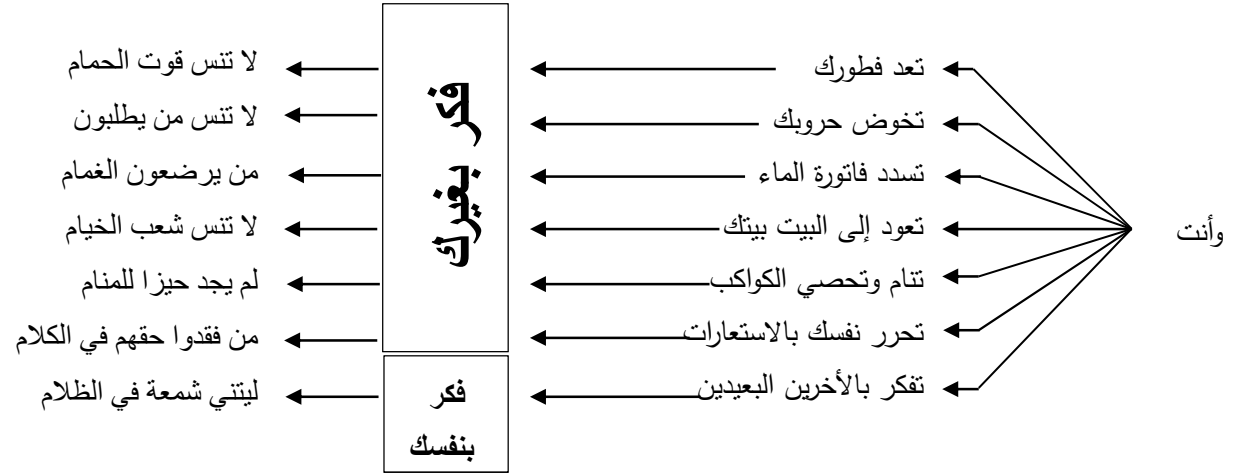 وأنت
تعد فطورك
فكر بغيرك
لا تنس قوت الحمام
تخوض حروبك
لا تنس من يطلبون
تسدد فاتورة الماء
من يرضعون الغمام
تعود إلى البيت بيتك
لا تنس شعب الخيام
تنام وتحصي الكواكب
لم يجد حيزا للمنام
تحرر نفسك بالاستعارات
من فقدوا حقهم في الكلام
تفكر بالأخرين البعيدين
فكر
بنفسك
ليتني شمعة في الظلام